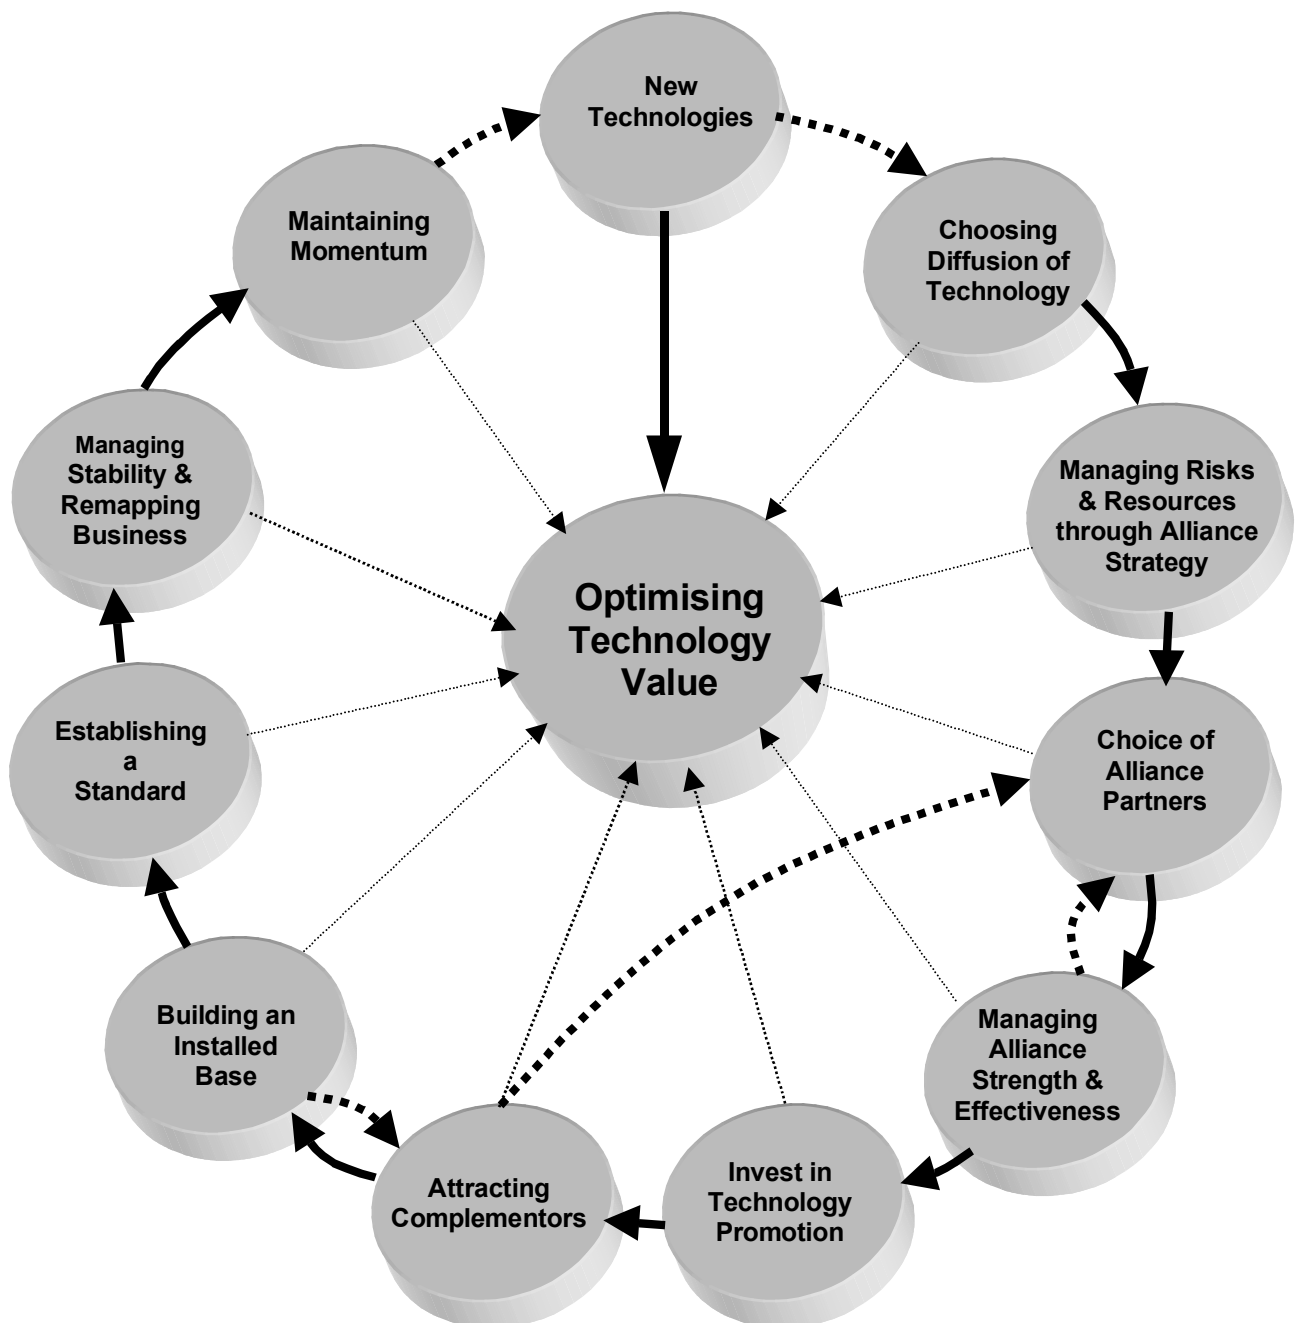 New
Technologies
Choosing
Diffusion of
Technology
Managing Risks
& Resources
through Alliance
Strategy
Choice of
Alliance
Partners
Managing
Alliance
Strength &
Effectiveness
Invest in
Technology
Promotion
Attracting
Complementors
Building an
Installed
Base
Establishing
a
Standard
Managing
Stability &
Remapping
Business
Maintaining
Momentum
Optimising
Technology
Value